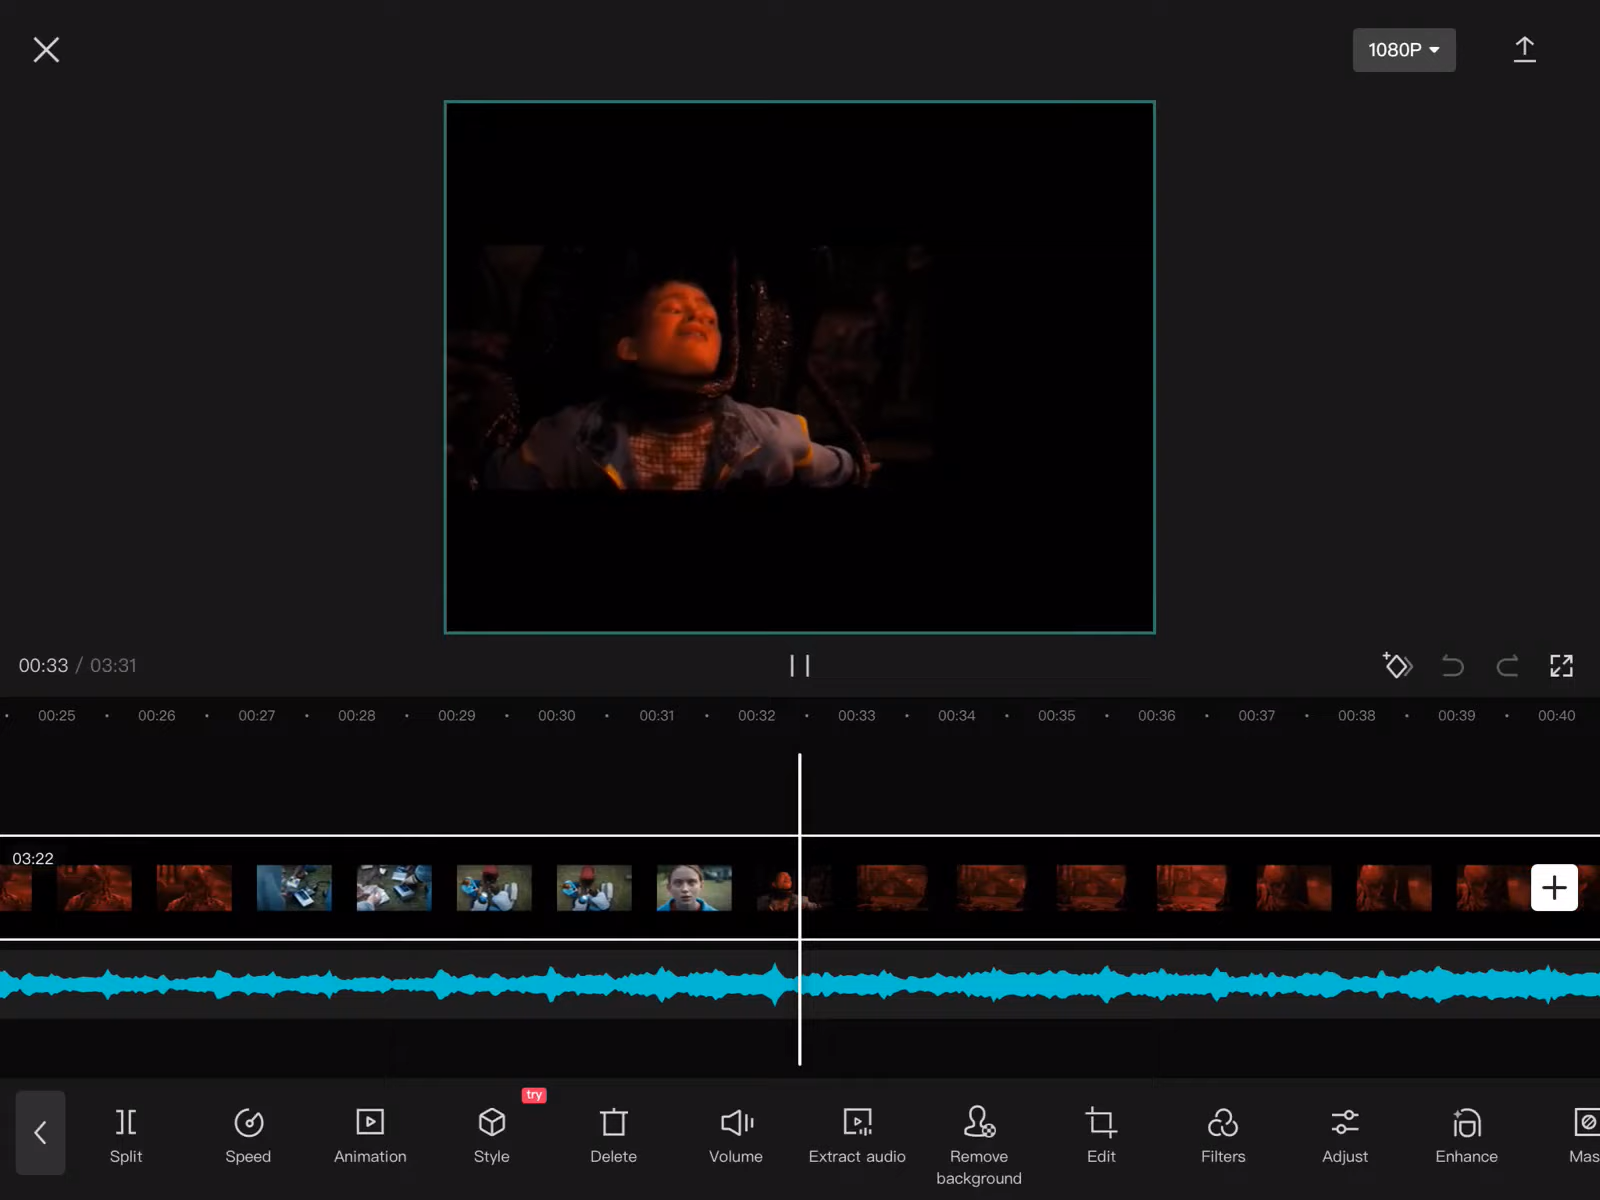 1080P
00:33 / 03:31
00:25 00:26 00:27 00:28 00:29 00:30 00:31 00:32 00:33 00:34 00:35 00:36 00:37 00:38 00:39 00:40
03:22
try
Split Speed Animation Style Delete Volume Extract audio Remove background Edit Filters Adjust Enhance Mas